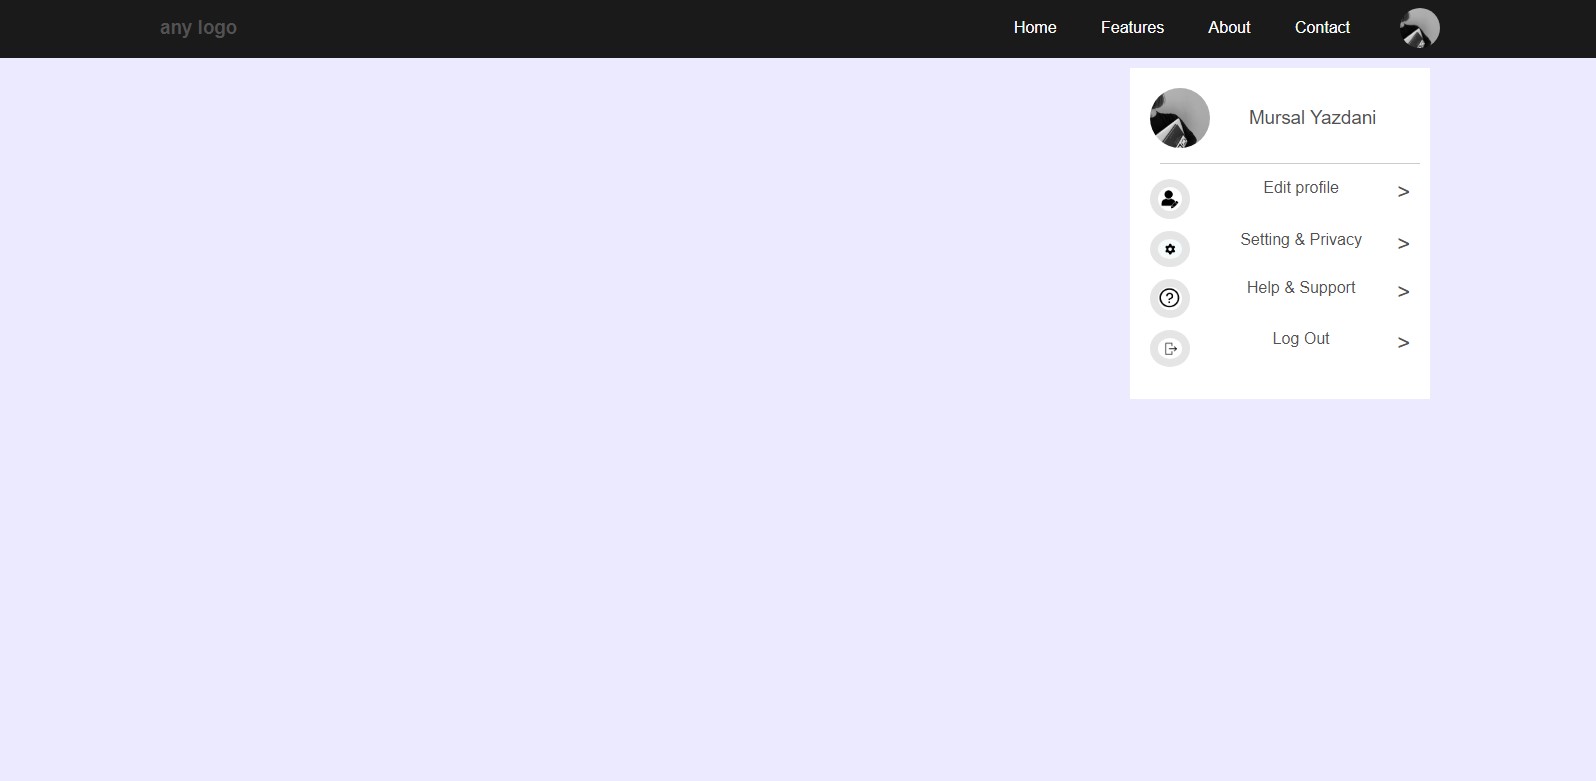 any logo
Home Features About Contact
Mursal Yazdani
Edit profile >
Setting & Privacy >
Help & Support >
Log Out >